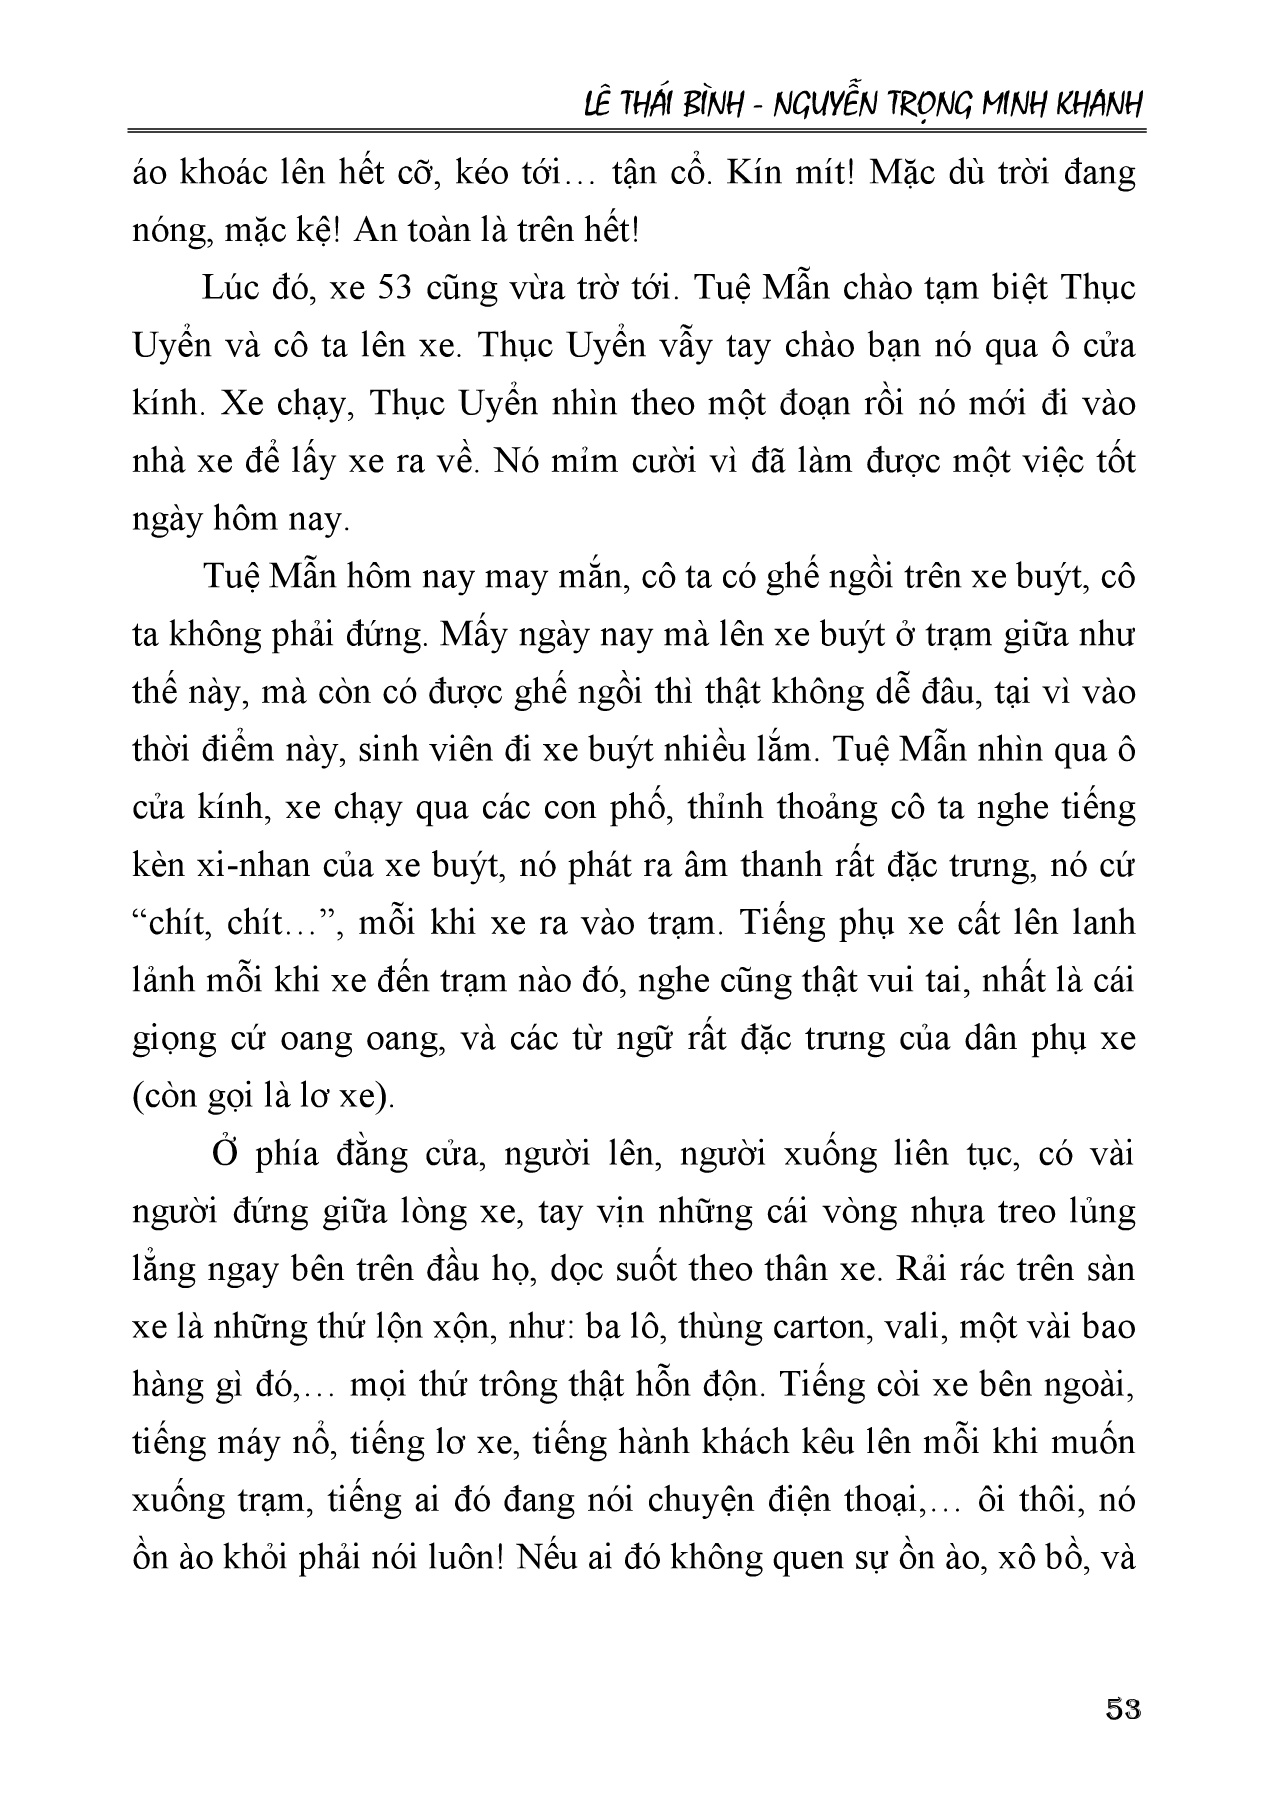 LÊ THÁI BÌNH - NGUYỄN TRỌNG MINH KHANH
áo khoác lên hết cỡ, kéo tới… tận cổ. Kín mít! Mặc dù trời đang
nóng, mặc kệ! An toàn là trên hết!
Lúc đó, xe 53 cũng vừa trờ tới. Tuệ Mẫn chào tạm biệt Thục
Uyển và cô ta lên xe. Thục Uyển vẫy tay chào bạn nó qua ô cửa
kính. Xe chạy, Thục Uyển nhìn theo một đoạn rồi nó mới đi vào
nhà xe để lấy xe ra về. Nó mỉm cười vì đã làm được một việc tốt
ngày hôm nay.
Tuệ Mẫn hôm nay may mắn, cô ta có ghế ngồi trên xe buýt, cô
ta không phải đứng. Mấy ngày nay mà lên xe buýt ở trạm giữa như
thế này, mà còn có được ghế ngồi thì thật không dễ đâu, tại vì vào
thời điểm này, sinh viên đi xe buýt nhiều lắm. Tuệ Mẫn nhìn qua ô
cửa kính, xe chạy qua các con phố, thỉnh thoảng cô ta nghe tiếng
kèn xi-nhan của xe buýt, nó phát ra âm thanh rất đặc trưng, nó cứ
“chít, chít…”, mỗi khi xe ra vào trạm. Tiếng phụ xe cất lên lanh
lảnh mỗi khi xe đến trạm nào đó, nghe cũng thật vui tai, nhất là cái
giọng cứ oang oang, và các từ ngữ rất đặc trưng của dân phụ xe
(còn gọi là lơ xe).
Ở phía đằng cửa, người lên, người xuống liên tục, có vài
người đứng giữa lòng xe, tay vịn những cái vòng nhựa treo lủng
lẳng ngay bên trên đầu họ, dọc suốt theo thân xe. Rải rác trên sàn
xe là những thứ lộn xộn, như: ba lô, thùng carton, vali, một vài bao
hàng gì đó,… mọi thứ trông thật hỗn độn. Tiếng còi xe bên ngoài,
tiếng máy nổ, tiếng lơ xe, tiếng hành khách kêu lên mỗi khi muốn
xuống trạm, tiếng ai đó đang nói chuyện điện thoại,… ôi thôi, nó
ồn ào khỏi phải nói luôn! Nếu ai đó không quen sự ồn ào, xô bồ, và
53